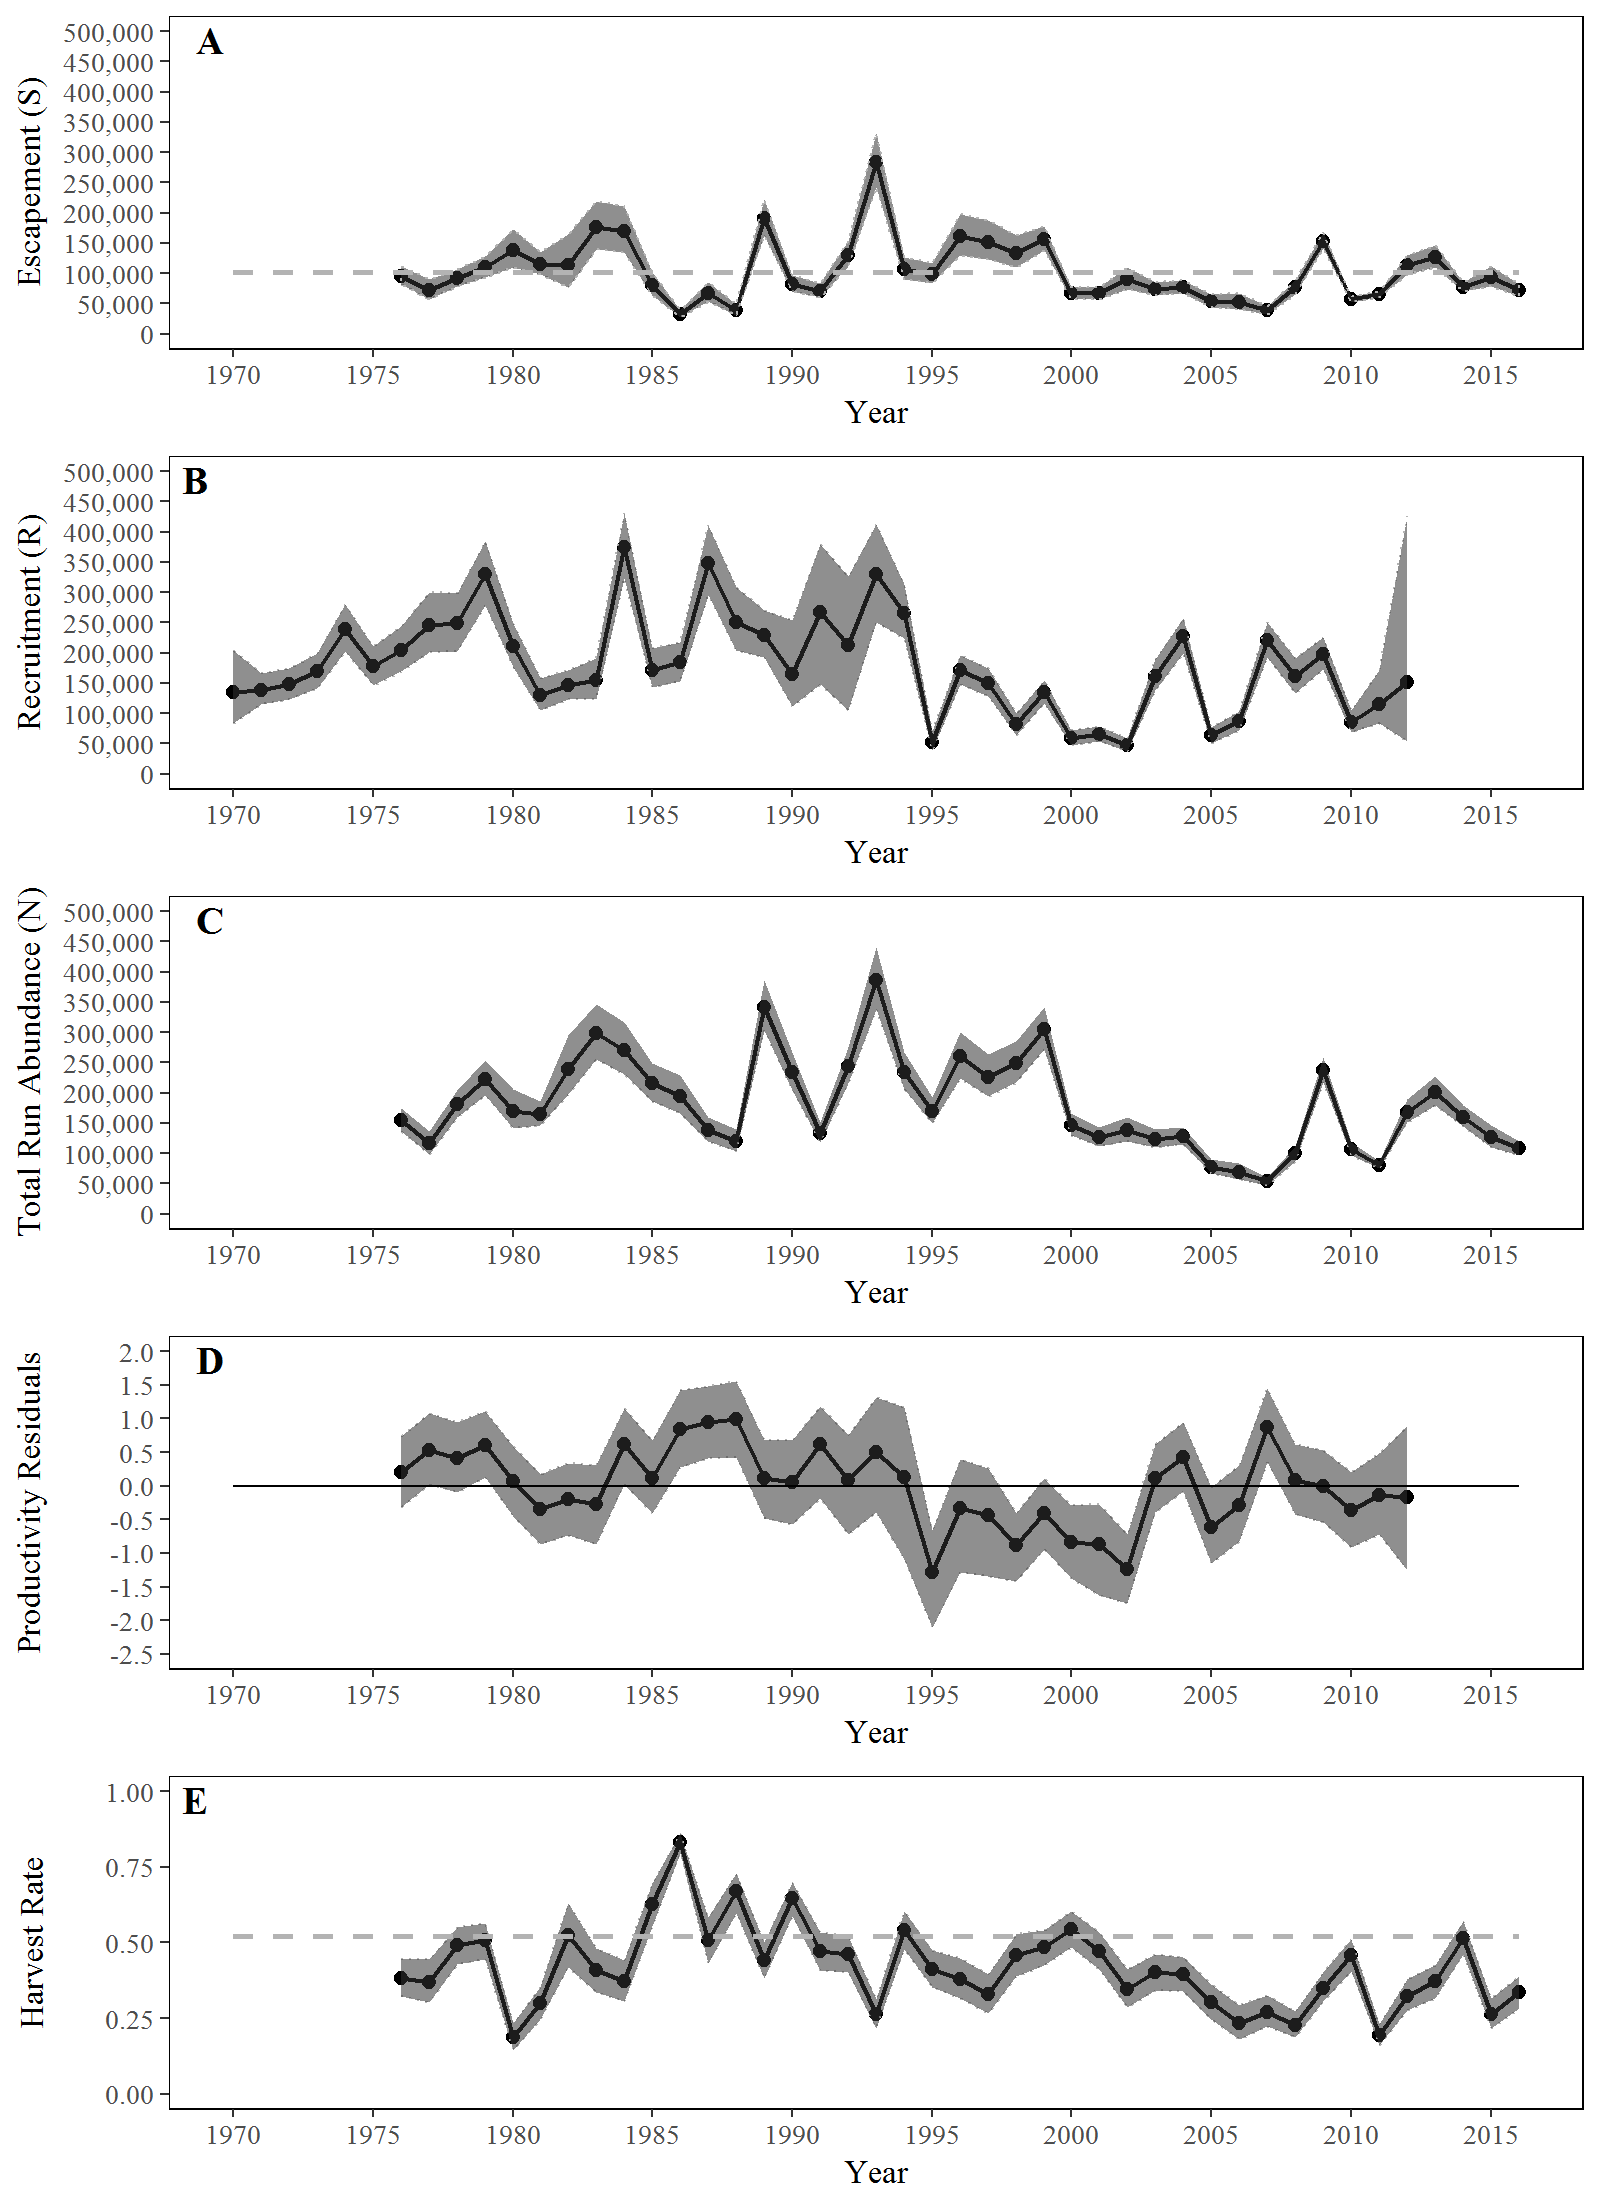 A
Escapement (S)
500,000
450,000
400,000
350,000
300,000
250,000
200,000
150,000
100,000
50,000
0
1970 1975 1980 1985 1990 1995 2000 2005 2010 2015
Year
B
Recruitment (R)
500,000
450,000
400,000
350,000
300,000
250,000
200,000
150,000
100,000
50,000
0
1970 1975 1980 1985 1990 1995 2000 2005 2010 2015
Year
C
Total Run Abundance (N)
500,000
450,000
400,000
350,000
300,000
250,000
200,000
150,000
100,000
50,000
0
1970 1975 1980 1985 1990 1995 2000 2005 2010 2015
Year
D
Productivity Residuals
2.0
1.5
1.0
0.5
0.0
-0.5
-1.0
-1.5
-2.0
-2.5
1970 1975 1980 1985 1990 1995 2000 2005 2010 2015
Year
E
Harvest Rate
1.00
0.75
0.50
0.25
0.00
1970 1975 1980 1985 1990 1995 2000 2005 2010 2015
Year